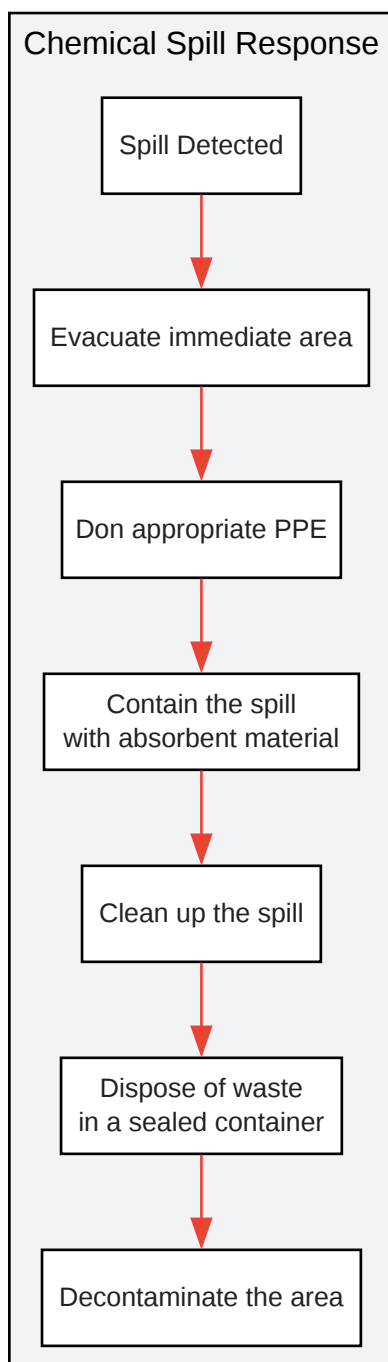 Chemical Spill Response
Spill Detected
Evacuate immediate area
Don appropriate PPE
Contain the spill
with absorbent material
Clean up the spill
Dispose of waste
in a sealed container
Decontaminate the area